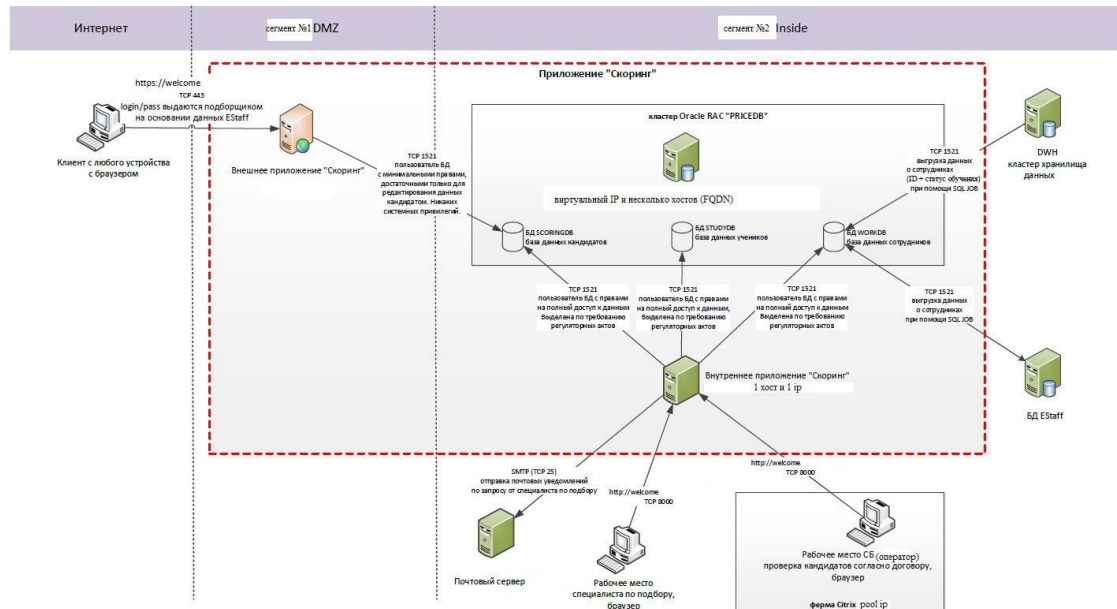 Интернет
сегмент №1 DMZ
сегмент №2 Inside
Приложение "Скоринг"
https://welcome
TCP 443
login/pass выдаются подборщиком
на основании данных EStaff
Клиент с любого устройства
с браузером
Внешнее приложение "Скоринг"
TCP 1521
пользователь БД
с минимальными правами,
достаточными только для
редактирования данных
кандидатом. Никаких
системных привилегий.
кластер Oracle RAC "PRICEDB"
виртуальный IP и несколько хостов (FQDN)
БД SCORINGDB
база данных кандидатов
БД STUDYDB
база данных учеников
БД WORKDB
база данных сотрудников
TCP 1521
выгрузка данных
о сотрудниках
(ID + статус обучения)
при помощи SQL JOB
DWH
кластер хранилища
данных
TCP 1521
пользователь БД с правами
на полный доступ к данным
Выделена по требованию
регуляторных актов
TCP 1521
пользователь БД с правами
на полный доступ к данным,
Выделена по требованию
регуляторных актов
TCP 1521
пользователь БД с правами
на полный доступ к данным
Выделена по требованию
регуляторных актов
TCP 1521
выгрузка данных
о сотрудниках
при помощи SQL JOB
БД EStaff
Внутреннее приложение "Скоринг"
1 хост и 1 ip
SMTP (TCP 25)
отправка почтовых уведомлений
по запросу от специалиста по подбору
http://welcome
TCP 8000
http://welcome
TCP 8000
Почтовый сервер
Рабочее место
специалиста по подбору,
браузер
Рабочее место СБ (оператор)
проверка кандидатов согласно договору,
браузер
ферма Citrix pool ip